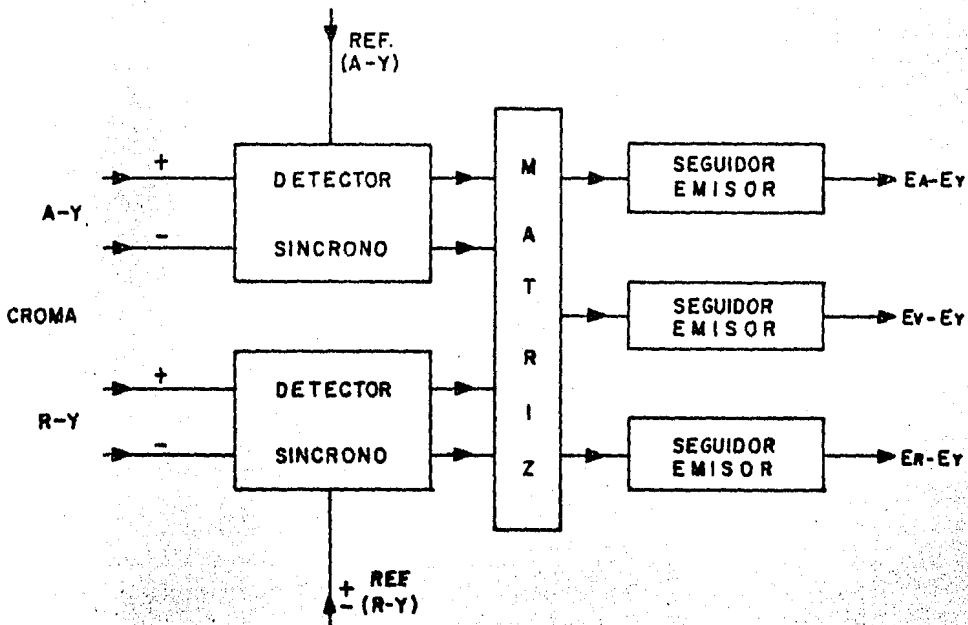 REF.
(A-Y)
+
DETECTOR
SINCRONO
A-Y
-
M A T R I Z
SEGUIDOR
EMISOR
EA-EY
SEGUIDOR
EMISOR
EV-EY
CROMA
+
DETECTOR
SINCRONO
R-Y
-
SEGUIDOR
EMISOR
ER-EY
+ REF
- (R-Y)